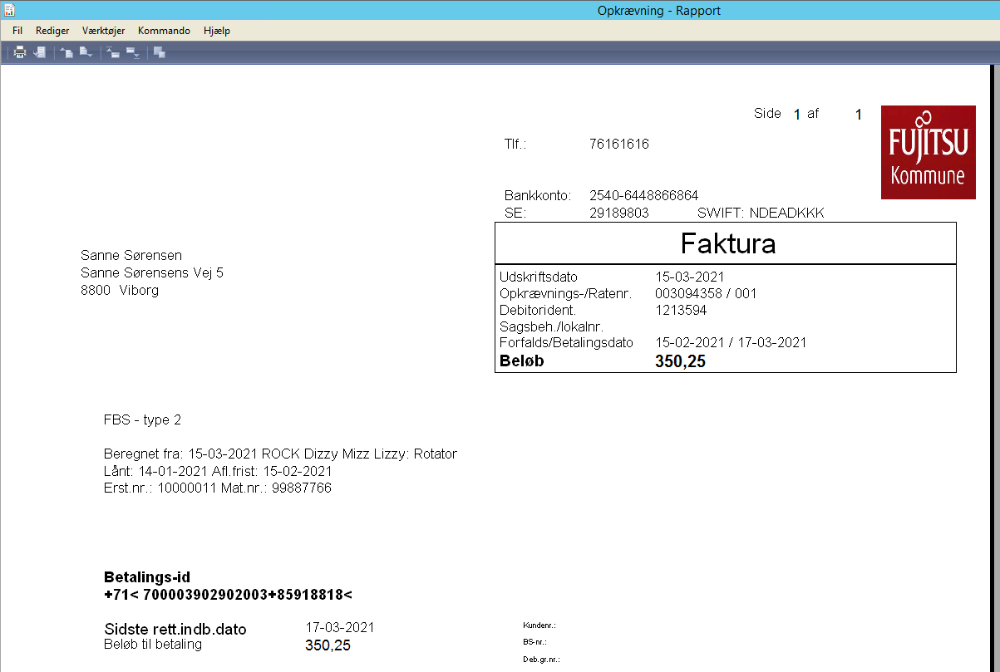 Opkrævning - Rapport
Fil Rediger Værktøjer Kommando Hjælp
Side 1 af 1
FUJITSU
Kommune
Tlf.: 76161616
Bankkonto: 2540-6448866864
SE: 29189803 SWIFT: NDEADKKK
Faktura
Sanne Sørensen
Sanne Sørensens Vej 5
8800 Viborg
Udskriftsdato 15-03-2021
Opkrævnings-/Ratenr. 003094358 / 001
Debitorident. 1213594
Sagsbeh./lokalnr.
Forfalds/Betalingsdato 15-02-2021 / 17-03-2021
Beløb 350,25
FBS - type 2
Beregnet fra: 15-03-2021 ROCK Dizzy Mizz Lizzy: Rotator
Lånt: 14-01-2021 Afl.frist: 15-02-2021
Erst.nr.: 10000011 Mat.nr.: 99887766
Betalings-id
+71< 700003902902003+85918818<
Sidste rett.indb.dato 17-03-2021
Beløb til betaling 350,25
Kundenr.:
BS-nr.:
Deb.gr.nr.: